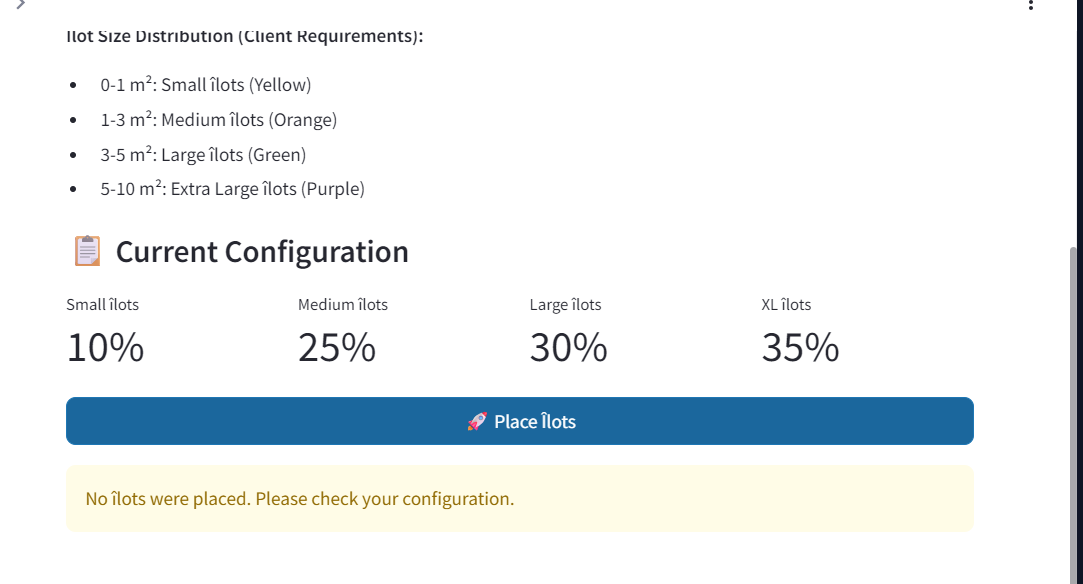 Îlot Size Distribution (Client Requirements):
0-1 m²: Small îlots (Yellow)
1-3 m²: Medium îlots (Orange)
3-5 m²: Large îlots (Green)
5-10 m²: Extra Large îlots (Purple)
Current Configuration
Small îlots Medium îlots Large îlots XL îlots
10% 25% 30% 35%
Place Îlots
No îlots were placed. Please check your configuration.